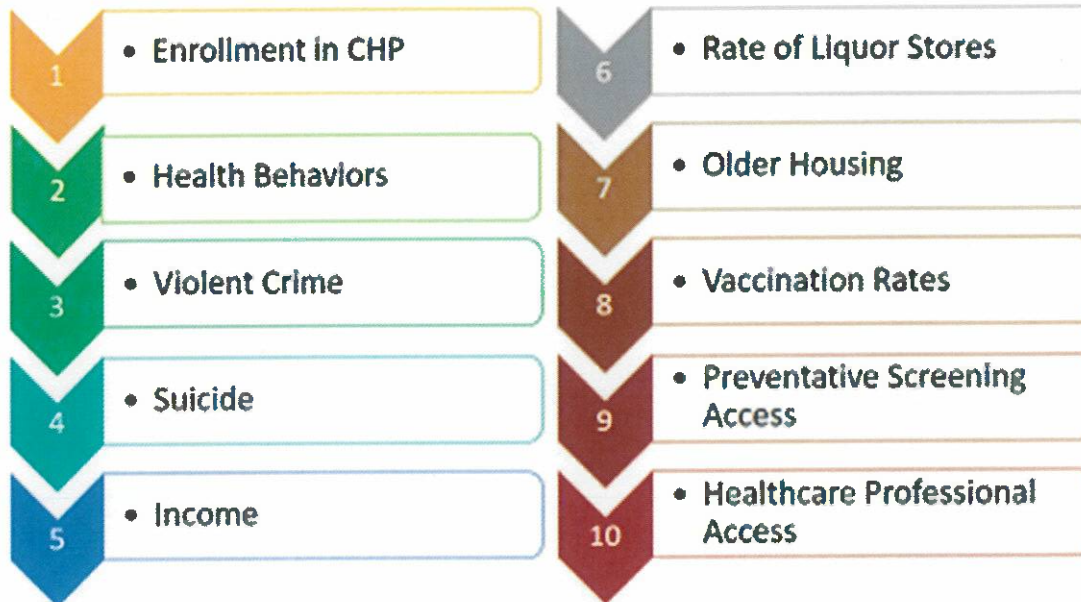 1
• Enrollment in CHP
2
• Health Behaviors
3
• Violent Crime
4
• Suicide
5
• Income
6
• Rate of Liquor Stores
7
• Older Housing
8
• Vaccination Rates
9
• Preventative Screening
Access
10
• Healthcare Professional
Access